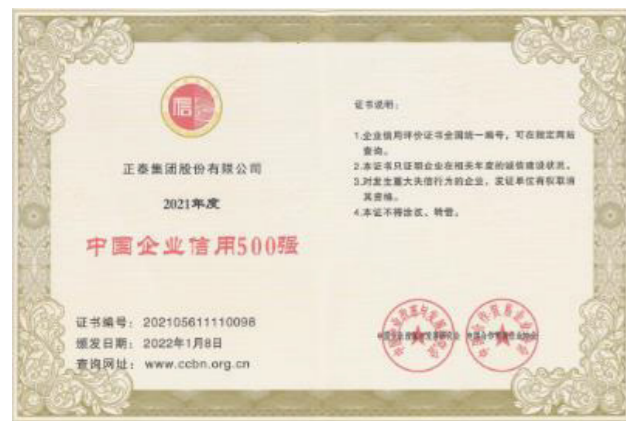 信
正泰集团股份有限公司
2021年度
中国企业信用500强
证书编号：202105611110098
颁发日期：2022年1月8日
查询网址：www.ccbn.org.cn
证书说明：
1.企业信用评价证书全国统一编号，可在指定网站
查询。
2.本证书只证明企业在相关年度的诚信建设状况。
3.对发生重大失信行为的企业，发证单位有权取消
其资格。
4.本证不得涂改、转借。